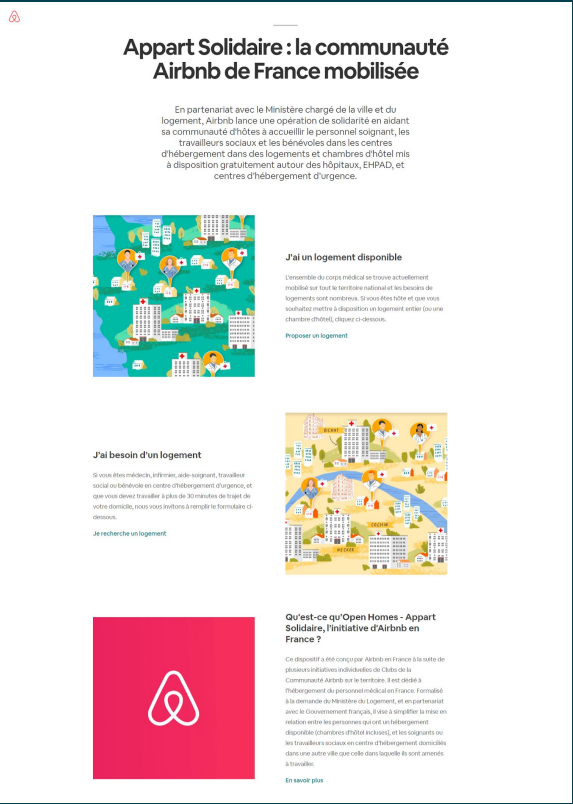 Appart Solidaire : la communauté
Airbnb de France mobilisée
En partenariat avec le Ministère chargé de la ville et du
logement, Airbnb lance une opération de solidarité en aidant
sa communauté d'hôtes à accueillir le personnel soignant, les
travailleurs sociaux et les bénévoles dans les centres
d'hébergement dans des logements et chambres d'hôtel mis
à disposition gratuitement autour des hôpitaux, EHPAD, et
centres d'hébergement d'urgence.
J'ai un logement disponible
L'ensemble du corps médical se trouve actuellement
mobilisé sur tout le territoire national et les besoins de
logements sont nombreux. Si vous êtes hôte et que vous
souhaitez mettre à disposition un logement entier (ou une
chambre d'hôtel), cliquez ci-dessous.
Proposer un logement
J'ai besoin d'un logement
Si vous êtes médecin, infirmier, aide-soignant, travailleur
social ou bénévole en centre d'hébergement d'urgence, et
que vous devez travailler à plus de 30 minutes de trajet de
votre domicile, nous vous invitons à remplir le formulaire ci-
dessous.
Je recherche un logement
BICHAT
COCHIN
NECKER
Qu'est-ce qu'Open Homes - Appart
Solidaire, l'initiative d'Airbnb en
France ?
Ce dispositif a été conçu par Airbnb en France à la suite de
plusieurs initiatives individuelles de Clubs de la
Communauté Airbnb sur le territoire. Il est dédié à
l'hébergement du personnel médical en France. Formalisé
à la demande du Ministère du Logement, et en partenariat
avec le Gouvernement français, il vise à simplifier la mise en
relation entre les personnes qui ont un hébergement
disponible (chambres d'hôtel incluses), et les soignants ou
les travailleurs sociaux en centre d'hébergement domiciliés
dans une autre ville que celle dans laquelle ils sont amenés
à travailler.
En savoir plus